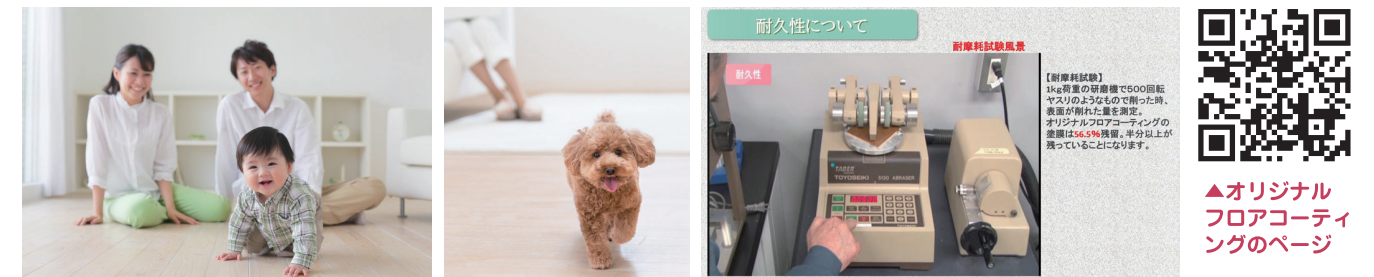 耐久性について
耐摩耗試験風景
耐久性
【耐摩耗試験】
1kg荷重の研磨機で500回転
ヤスリのようなもので削った時、
表面が削れた量を測定。
オリジナルフロアコーティングの
塗膜は56.5%残留。半分以上が
残っていることになります。
TABER
TOYOSEIKI 5130 ABRASER
▲オリジナル
フロアコーティ
ングのページ